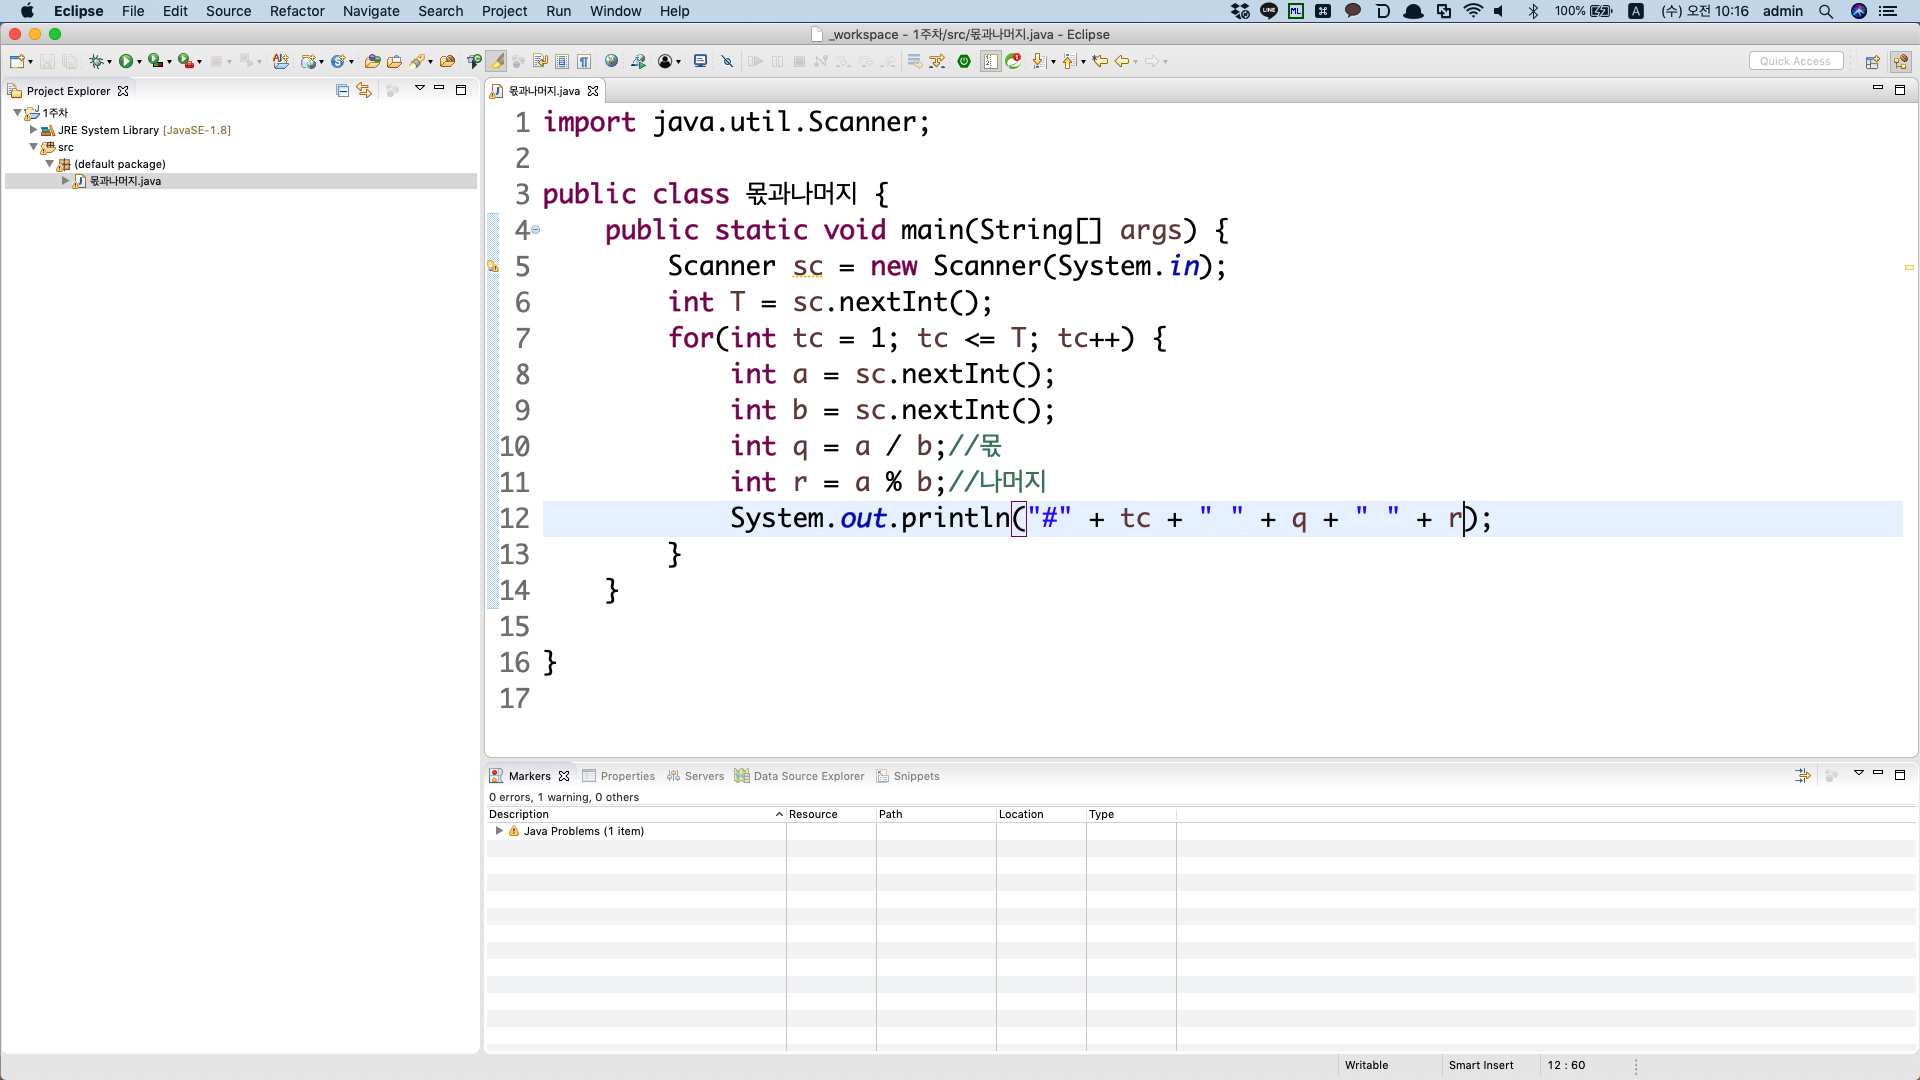 Eclipse File Edit Source Refactor Navigate Search Project Run Window Help 100% A (수) 오전 10:16 admin
_workspace - 1주차/src/몫과나머지.java - Eclipse
Quick Access
Project Explorer
1주차
JRE System Library [JavaSE-1.8]
src
(default package)
몫과나머지.java
몫과나머지.java
1 import java.util.Scanner;
2
3 public class 몫과나머지 {
4 public static void main(String[] args) {
5 Scanner sc = new Scanner(System.in);
6 int T = sc.nextInt();
7 for(int tc = 1; tc <= T; tc++) {
8 int a = sc.nextInt();
9 int b = sc.nextInt();
10 int q = a / b;//몫
11 int r = a % b;//나머지
12 System.out.println("#" + tc + " " + q + " " + r);
13 }
14 }
15
16 }
17
Markers Properties Servers Data Source Explorer Snippets
0 errors, 1 warning, 0 others
Description Resource Path Location Type
Java Problems (1 item)
Writable Smart Insert 12 : 60